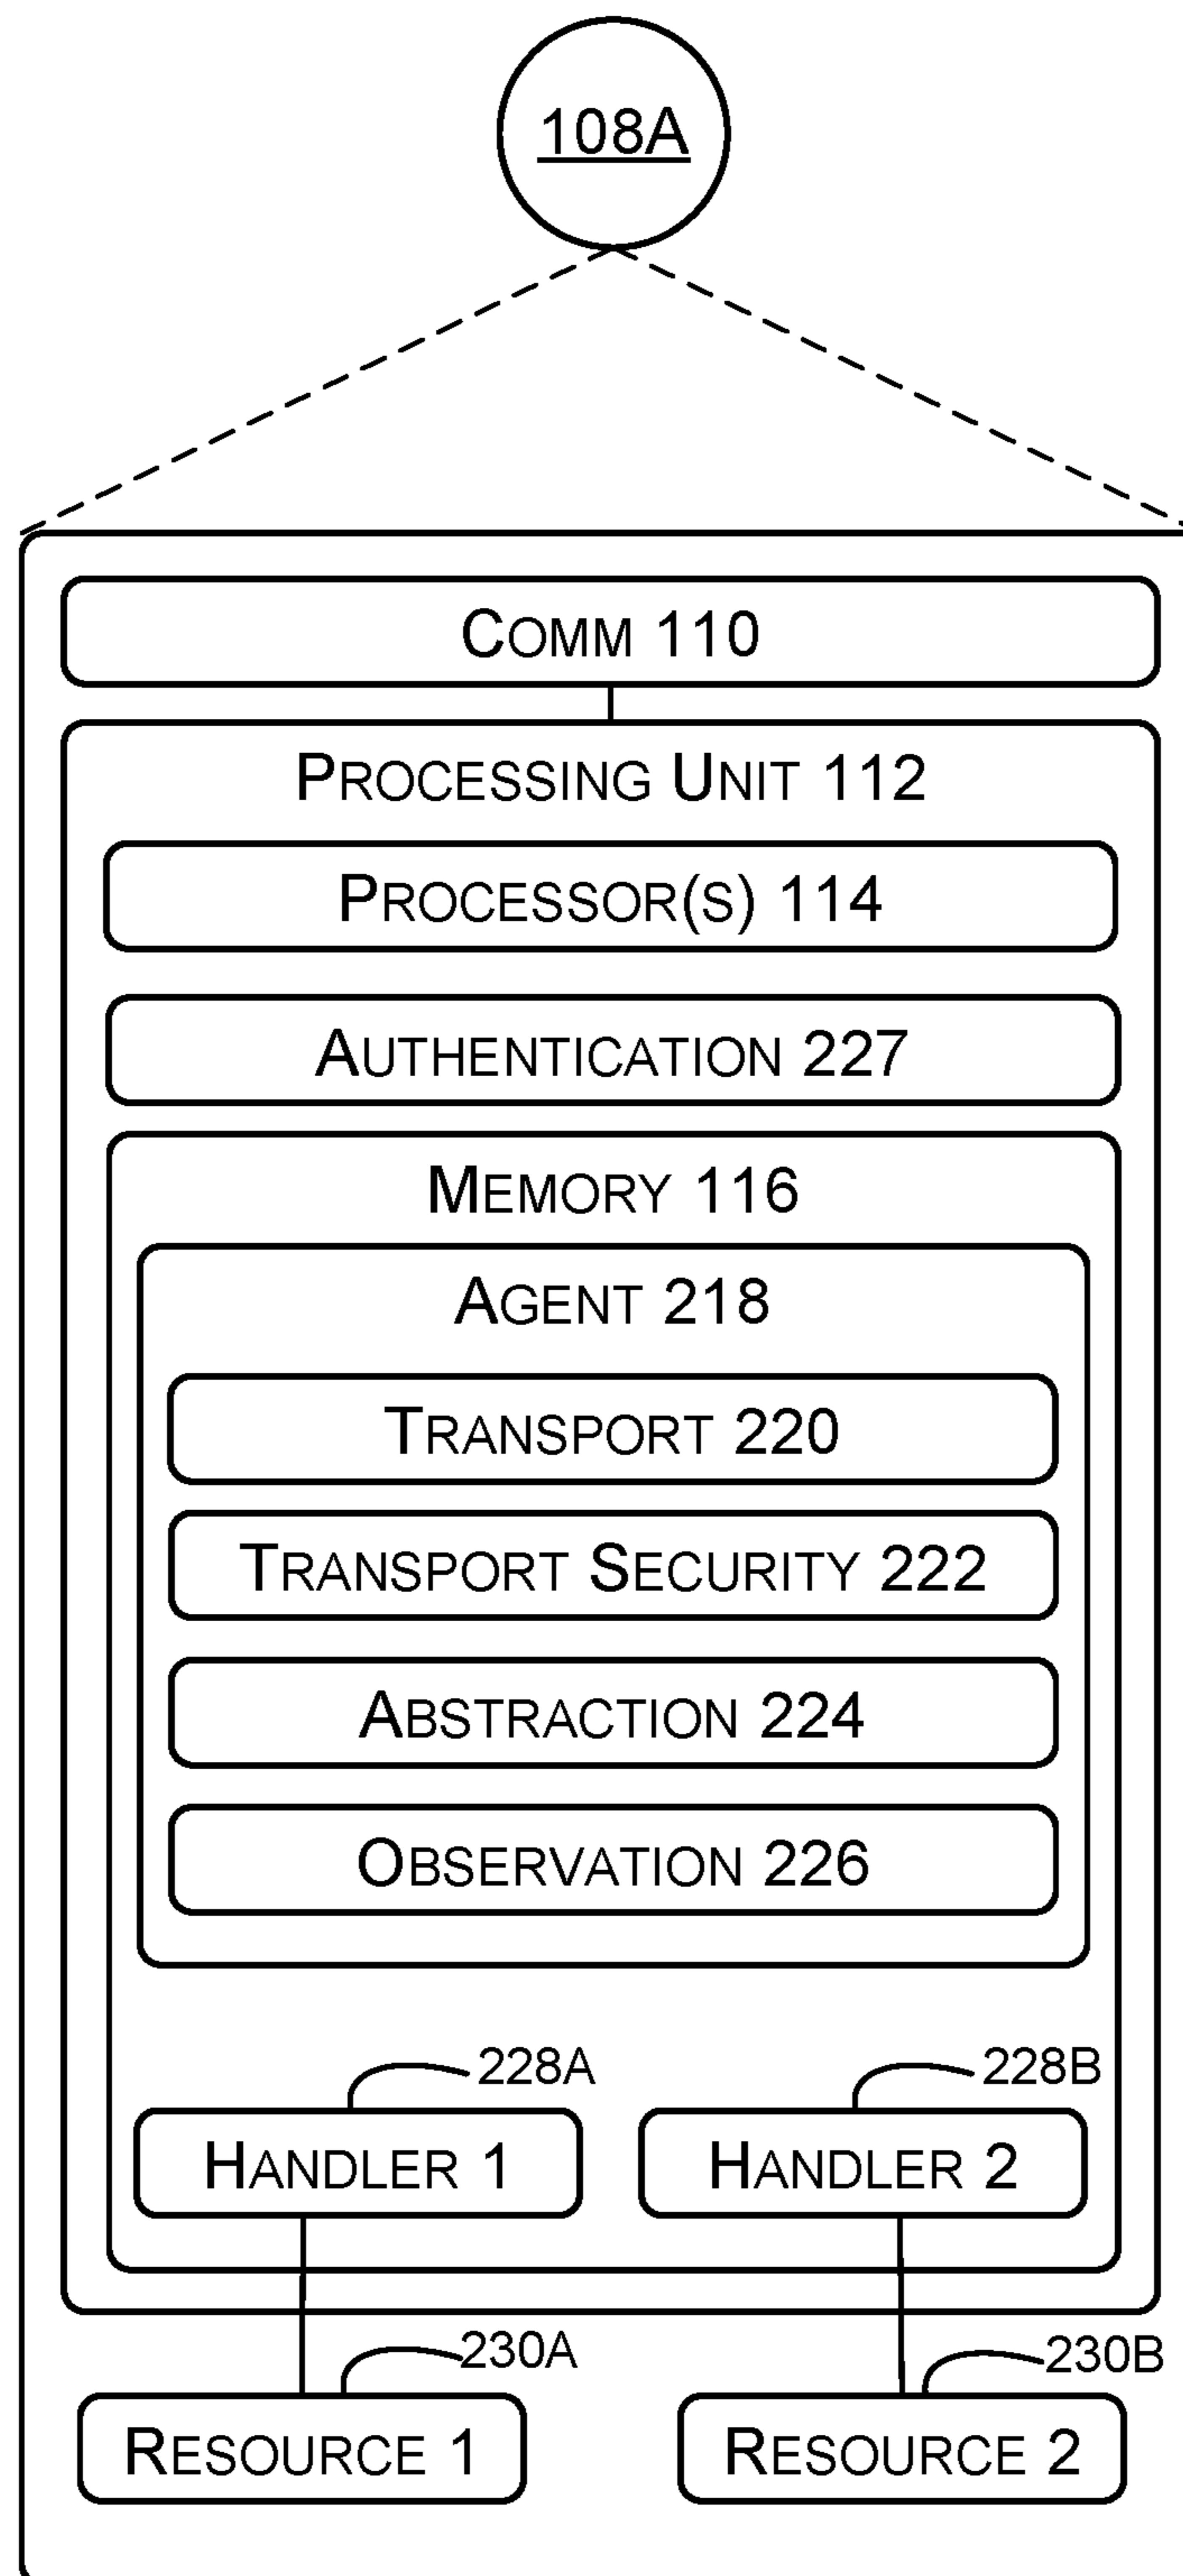 108A
COMM 110
PROCESSING UNIT 112
PROCESSOR(S) 114
AUTHENTICATION 227
MEMORY 116
AGENT 218
TRANSPORT 220
TRANSPORT SECURITY 222
ABSTRACTION 224
OBSERVATION 226
228A
228B
HANDLER 1
HANDLER 2
230A
230B
RESOURCE 1
RESOURCE 2